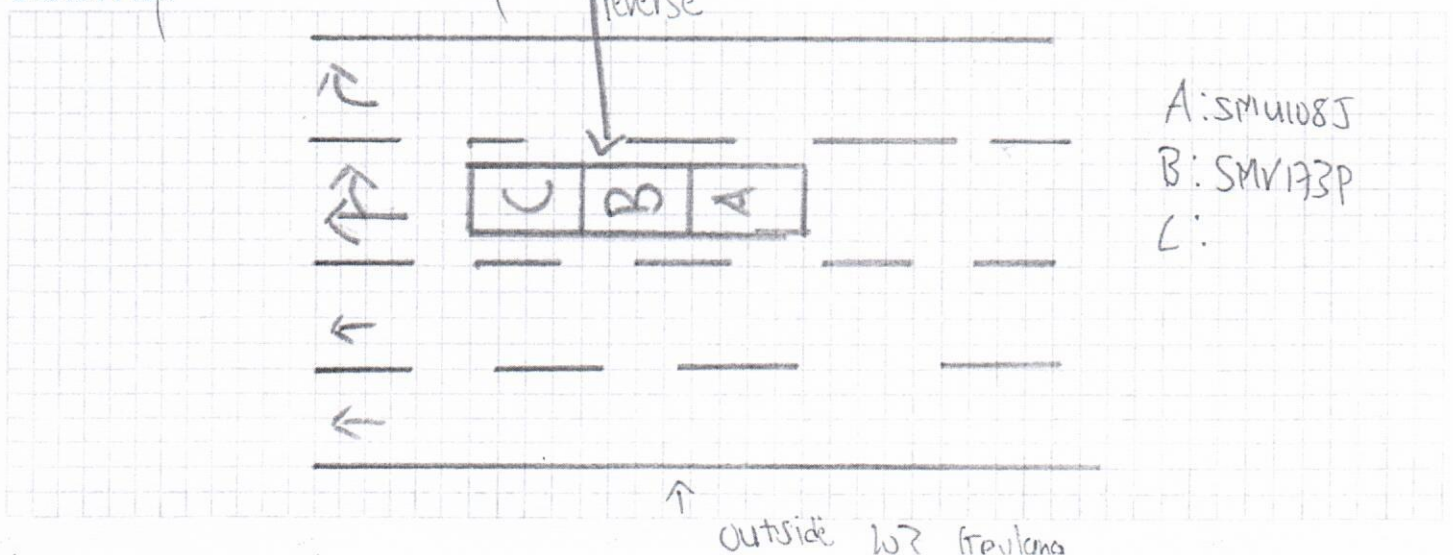 reverse
C B A
A: SMU108J
B: SMV173P
C:
outside